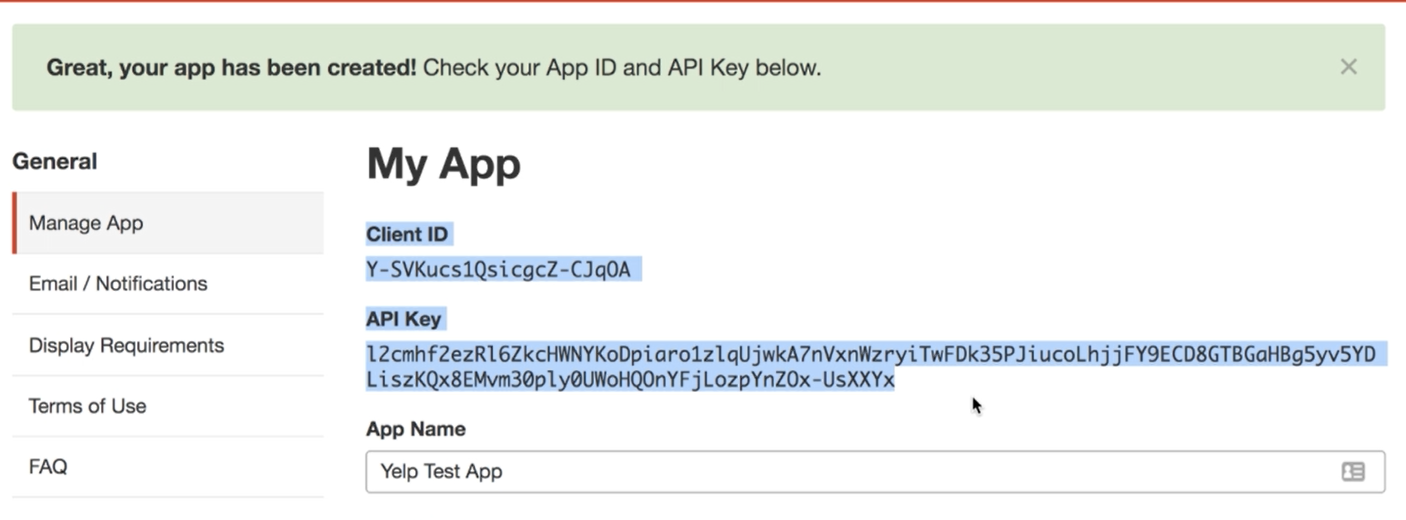 Great, your app has been created! Check your App ID and API Key below.
General
Manage App
Email / Notifications
Display Requirements
Terms of Use
FAQ
My App
Client ID
Y-SVKucs1QsicgcZ-CJqOA
API Key
l2cmhf2ezRl6ZkcHWNYKoDpiaro1zlqUjwkA7nVxnWzryiTwFDk35PJiucoLhjjFY9ECD8GTBGaHBg5yv5YD
LiszKQx8EMvm30ply0UWoHQOnYFjLozpYnZOx-UsXXYx
App Name
Yelp Test App